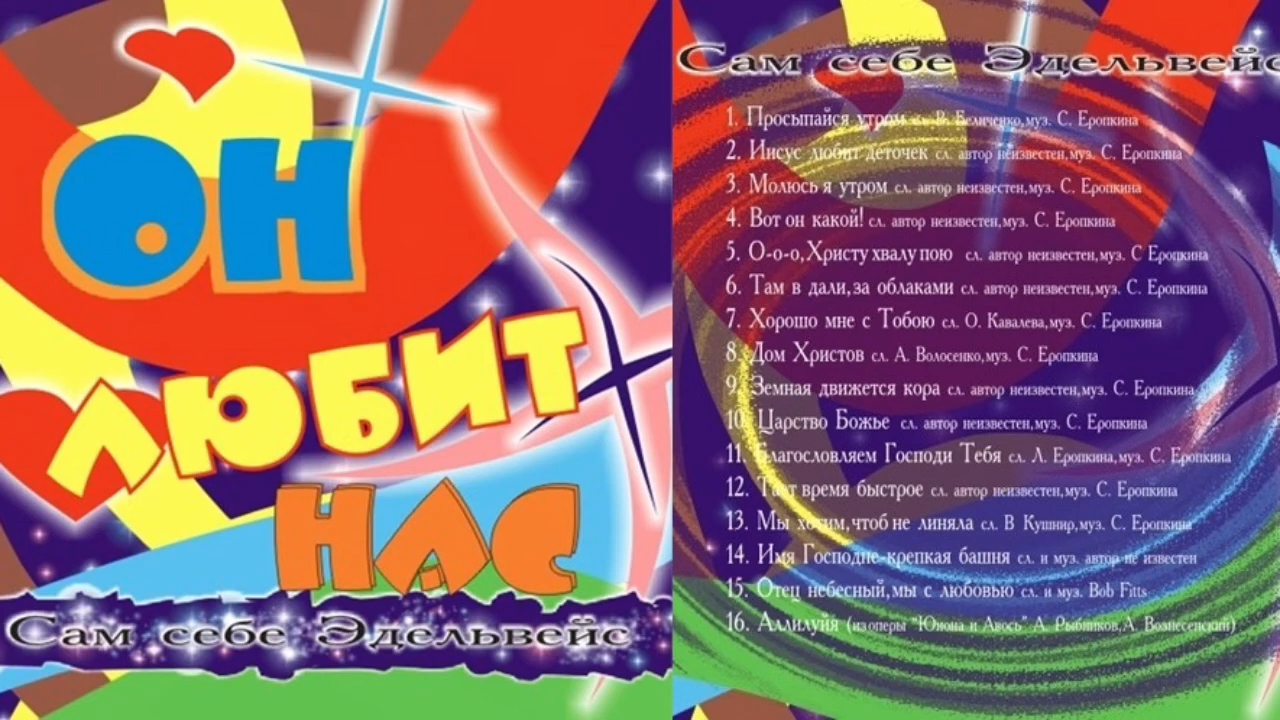 ОН
ЛЮБИТ
НАС
Сам себе Эдельвейс
Сам себе Эдельвейс
1. Просыпайся утром сл. В. Беличенко,муз. С. Еропкина
2. Иисус любит деточек сл. автор неизвестен,муз. С. Еропкина
3. Молюсь я утром сл. автор неизвестен,муз. С. Еропкина
4. Вот он какой! сл. автор неизвестен,муз. С. Еропкина
5. О-о-о,Христу хвалу пою сл. автор неизвестен,муз. С Еропкина
6. Там в дали,за облаками сл. автор неизвестен,муз. С. Еропкина
7. Хорошо мне с Тобою сл. О. Кавалева,муз. С. Еропкина
8. Дом Христов сл. А. Волосенко,муз. С. Еропкина
9. Земная движется кора сл. автор неизвестен,муз. С. Еропкина
10. Царство Божье сл. автор неизвестен,муз. С. Еропкина
11. Благословляем Господи Тебя сл. Л. Еропкина,муз. С. Еропкина
12. Тает время быстрое сл. автор неизвестен,муз. С. Еропкина
13. Мы хотим,чтоб не линяла сл. В Кушнир,муз. С. Еропкина
14. Имя Господне-крепкая башня сл. и муз. автор не известен
15. Отец небесный,мы с любовью сл. и муз. Bob Fitts
16. Аллилуйя (из оперы "Юнона и Авось" А. Рыбников,А. Вознесенский)